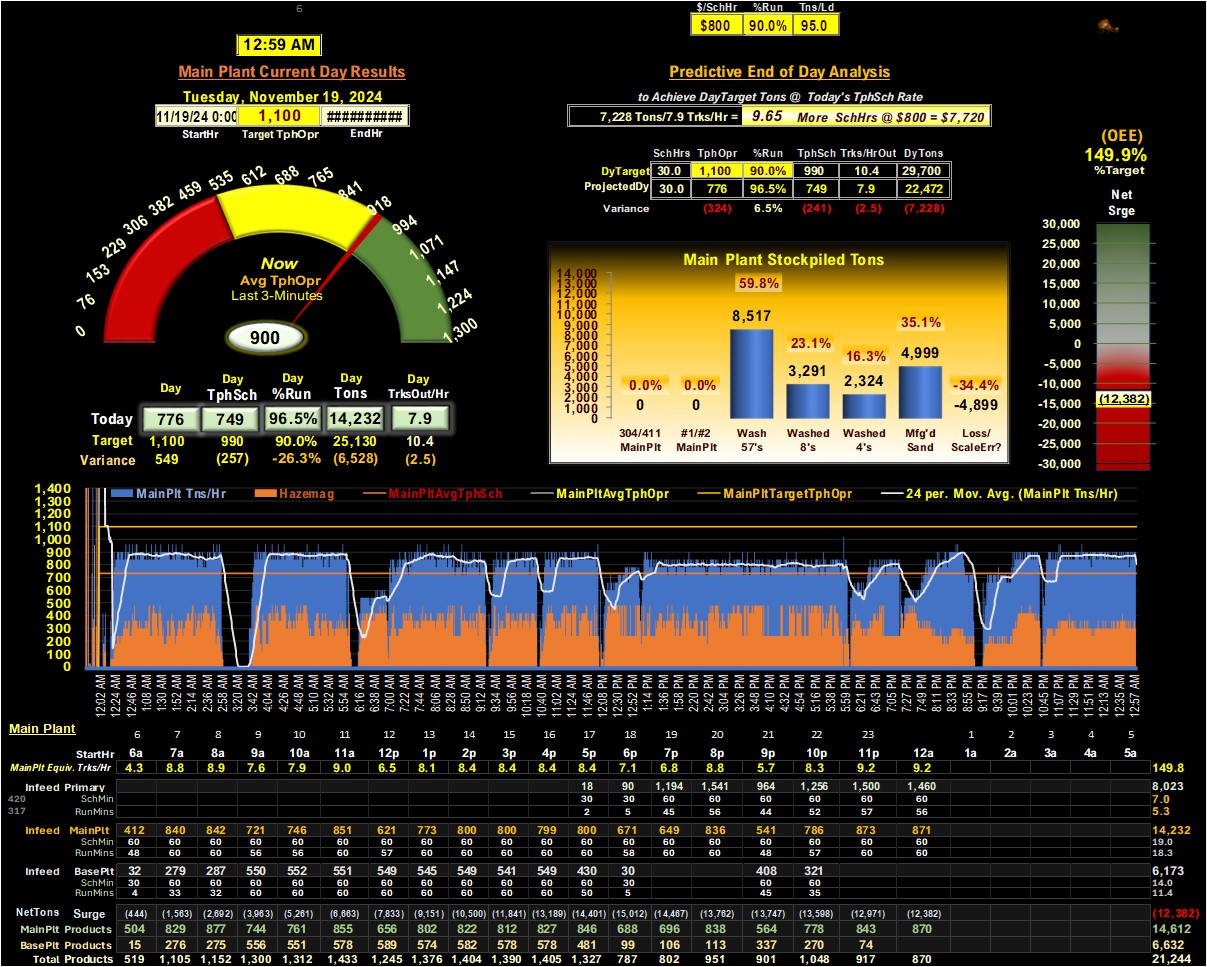 6
$/SchHr %Run Tns/Ld
$800 90.0% 95.0
12:59 AM
Main Plant Current Day Results
Tuesday, November 19, 2024
11/19/24 0:00 1,100 ##########
StartHr Target TphOpr EndHr
Predictive End of Day Analysis
to Achieve DayTarget Tons @ Today's TphSch Rate
7,228 Tons/7.9 Trks/Hr = 9.65 More SchHrs @ $800 = $7,720
SchHrs TphOpr %Run TphSch Trks/HrOut DyTons
DyTarget 30.0 1,100 90.0% 990 10.4 29,700
ProjectedDy 30.0 776 96.5% 749 7.9 22,472
Variance (324) 6.5% (241) (2.5) (7,228)
(OEE)
149.9%
%Target
Net
Srge
30,000
25,000
20,000
15,000
10,000
5,000
0
-5,000
-10,000
(12,382)
-15,000
-20,000
-25,000
-30,000
0 76 153 229 306 382 459 535 612 688 765 841 918 994 1,071 1,147 1,224 1,300
Now
Avg TphOpr
Last 3-Minutes
900
Main Plant Stockpiled Tons
14,000
13,000
12,000
11,000
10,000
9,000
8,000
7,000
6,000
5,000
4,000
3,000
2,000
1,000
0
0.0% 0.0% 59.8% 23.1% 16.3% 35.1% -34.4%
0 0 8,517 3,291 2,324 4,999 -4,899
304/411 #1/#2 Wash Washed Washed Mfg'd Loss/
MainPlt MainPlt 57's 8's 4's Sand ScaleErr?
Day Day Day Day Day
TphSch %Run Tons TrksOut/Hr
Today 776 749 96.5% 14,232 7.9
Target 1,100 990 90.0% 25,130 10.4
Variance 549 (257) -26.3% (6,528) (2.5)
MainPlt Tns/Hr Hazemag MainPltAvgTphSch MainPltAvgTphOpr MainPltTargetTphOpr 24 per. Mov. Avg. (MainPlt Tns/Hr)
1,400
1,300
1,200
1,100
1,000
900
800
700
600
500
400
300
200
100
0
12:02 AM 12:24 AM 12:46 AM 1:08 AM 1:30 AM 1:52 AM 2:14 AM 2:36 AM 2:58 AM 3:20 AM 3:42 AM 4:04 AM 4:26 AM 4:48 AM 5:10 AM 5:32 AM 5:54 AM 6:16 AM 6:38 AM 7:00 AM 7:22 AM 7:44 AM 8:06 AM 8:28 AM 8:50 AM 9:12 AM 9:34 AM 9:56 AM 10:18 AM 10:40 AM 11:02 AM 11:24 AM 11:46 AM 12:08 PM 12:30 PM 12:52 PM 1:14 PM 1:36 PM 1:58 PM 2:20 PM 2:42 PM 3:04 PM 3:26 PM 3:48 PM 4:10 PM 4:32 PM 4:54 PM 5:16 PM 5:38 PM 5:59 PM 6:21 PM 6:43 PM 7:05 PM 7:27 PM 7:49 PM 8:11 PM 8:33 PM 8:55 PM 9:17 PM 9:39 PM 10:01 PM 10:23 PM 10:45 PM 11:07 PM 11:29 PM 11:51 PM 12:13 AM 12:35 AM 12:57 AM
Main Plant
6 7 8 9 10 11 12 13 14 15 16 17 18 19 20 21 22 23 1 2 3 4 5
StartHr 6a 7a 8a 9a 10a 11a 12p 1p 2p 3p 4p 5p 6p 7p 8p 9p 10p 11p 12a 1a 2a 3a 4a 5a
MainPlt Equiv. Trks/Hr 4.3 8.8 8.9 7.6 7.9 9.0 6.5 8.1 8.4 8.4 8.4 8.4 7.1 6.8 8.8 5.7 8.3 9.2 9.2 149.8
Infeed Primary 18 90 1,194 1,541 964 1,256 1,500 1,460 8,023
420 SchMin 30 30 60 60 60 60 60 60 7.0
317 RunMins 2 5 45 56 44 52 57 56 5.3
Infeed MainPlt 412 840 842 721 746 851 621 773 800 800 799 800 671 649 836 541 786 873 871 14,232
SchMin 60 60 60 60 60 60 60 60 60 60 60 60 60 60 60 60 60 60 60 19.0
RunMins 48 60 60 56 56 60 57 60 60 60 60 60 58 60 60 48 57 60 60 18.3
Infeed BasePlt 32 279 287 550 552 551 549 545 549 541 549 430 30 408 321 6,173
SchMin 30 60 60 60 60 60 60 60 60 60 60 60 60 60 60 14.0
RunMins 4 33 32 60 60 60 60 60 60 60 60 50 5 45 35 11.4
NetTons Surge (444) (1,563) (2,692) (3,963) (5,261) (6,663) (7,833) (9,151) (10,500) (11,841) (13,189) (14,401) (15,012) (14,467) (13,762) (13,747) (13,598) (12,971) (12,382) (12,382)
MainPlt Products 504 829 877 744 761 855 656 802 822 812 827 846 688 696 838 564 778 843 870 14,612
BasePlt Products 15 276 275 556 551 578 589 574 582 578 578 481 99 106 113 337 270 74 6,632
Total Products 519 1,105 1,152 1,300 1,312 1,433 1,245 1,376 1,404 1,390 1,405 1,327 787 802 951 901 1,048 917 870 21,244